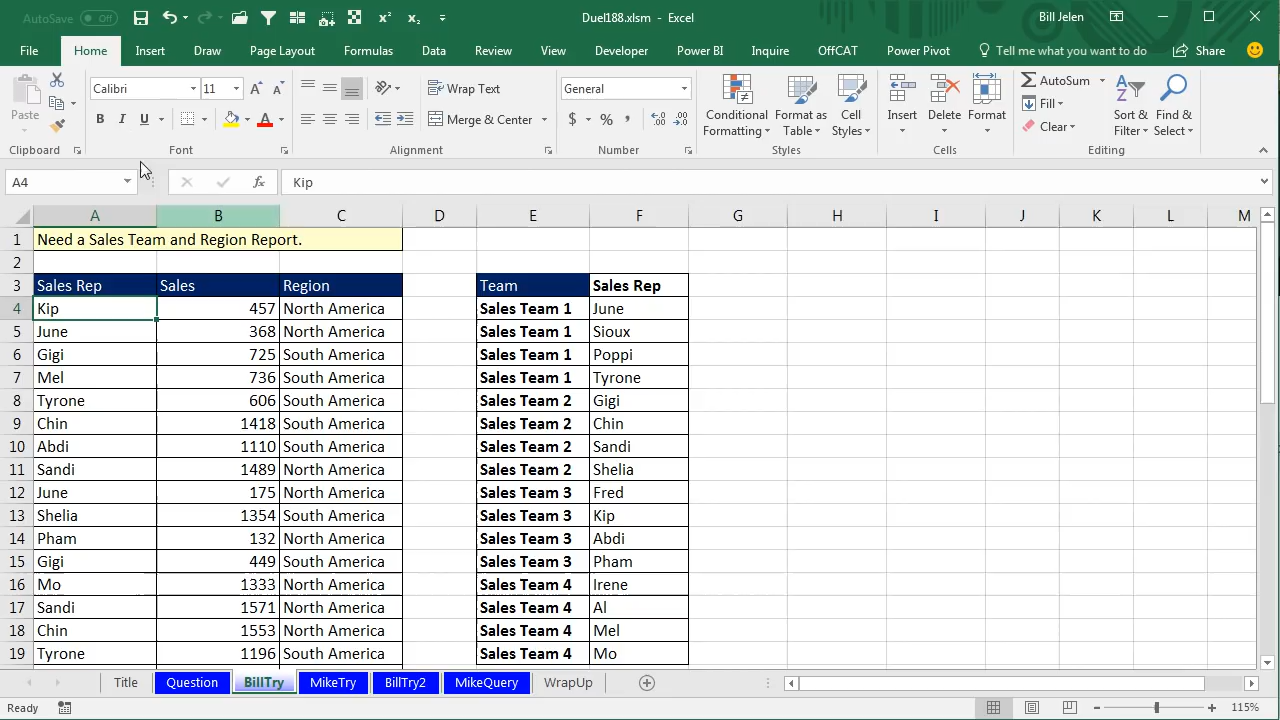 AutoSave Off Duel188.xlsm - Excel Bill Jelen
File Home Insert Draw Page Layout Formulas Data Review View Developer Power BI Inquire OffCAT Power Pivot Tell me what you want to do Share
Calibri 11 Wrap Text General AutoSum
Paste Conditional Formatting Format as Table Cell Styles Insert Delete Format Fill Sort & Filter Find & Select
B I U Merge & Center $ % , Clear
Clipboard Font Alignment Number Styles Cells Editing
A4 fx Kip
A B C D E F G H I J K L M
1 Need a Sales Team and Region Report.
2
3 Sales Rep Sales Region Team Sales Rep
4 Kip 457 North America Sales Team 1 June
5 June 368 North America Sales Team 1 Sioux
6 Gigi 725 South America Sales Team 1 Poppi
7 Mel 736 South America Sales Team 1 Tyrone
8 Tyrone 606 South America Sales Team 2 Gigi
9 Chin 1418 South America Sales Team 2 Chin
10 Abdi 1110 South America Sales Team 2 Sandi
11 Sandi 1489 North America Sales Team 2 Shelia
12 June 175 North America Sales Team 3 Fred
13 Shelia 1354 North America Sales Team 3 Kip
14 Pham 132 North America Sales Team 3 Abdi
15 Gigi 449 South America Sales Team 3 Pham
16 Mo 1333 North America Sales Team 4 Irene
17 Sandi 1571 North America Sales Team 4 Al
18 Chin 1553 North America Sales Team 4 Mel
19 Tyrone 1196 South America Sales Team 4 Mo
Title Question BillTry MikeTry BillTry2 MikeQuery WrapUp
Ready 115%